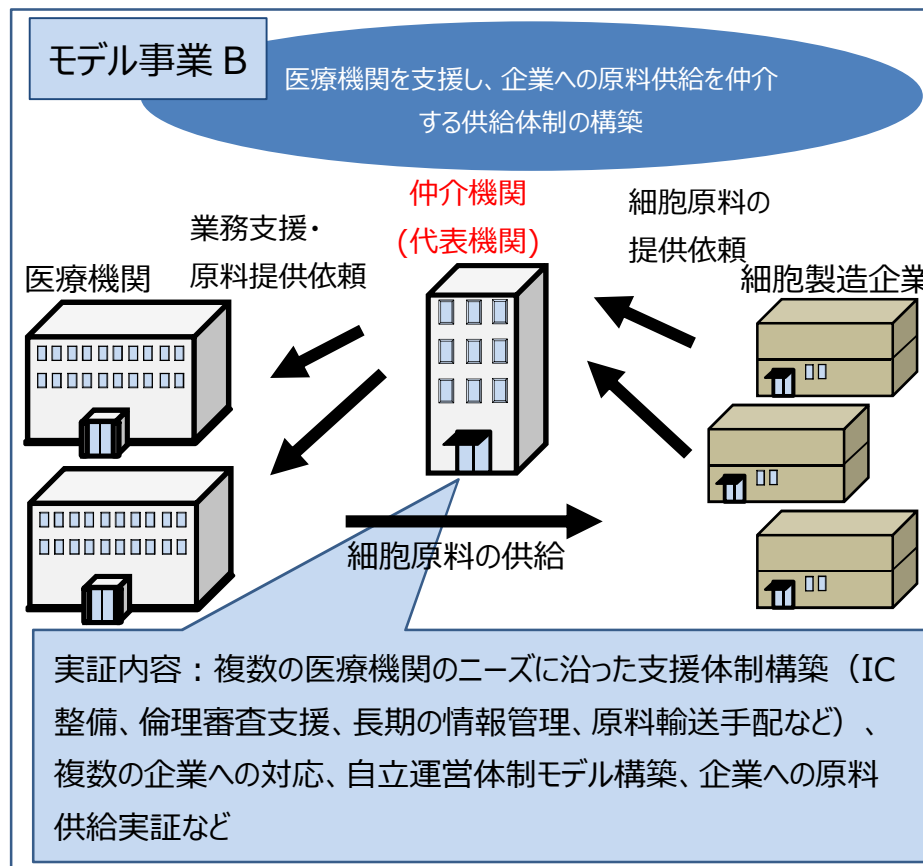 モデル事業 B
医療機関を支援し、企業への原料供給を仲介
する供給体制の構築
仲介機関
(代表機関)
細胞原料の
提供依頼
業務支援・
原料提供依頼
医療機関
細胞製造企業
細胞原料の供給
実証内容：複数の医療機関のニーズに沿った支援体制構築（IC
整備、倫理審査支援、長期の情報管理、原料輸送手配など）、
複数の企業への対応、自立運営体制モデル構築、企業への原料
供給実証など